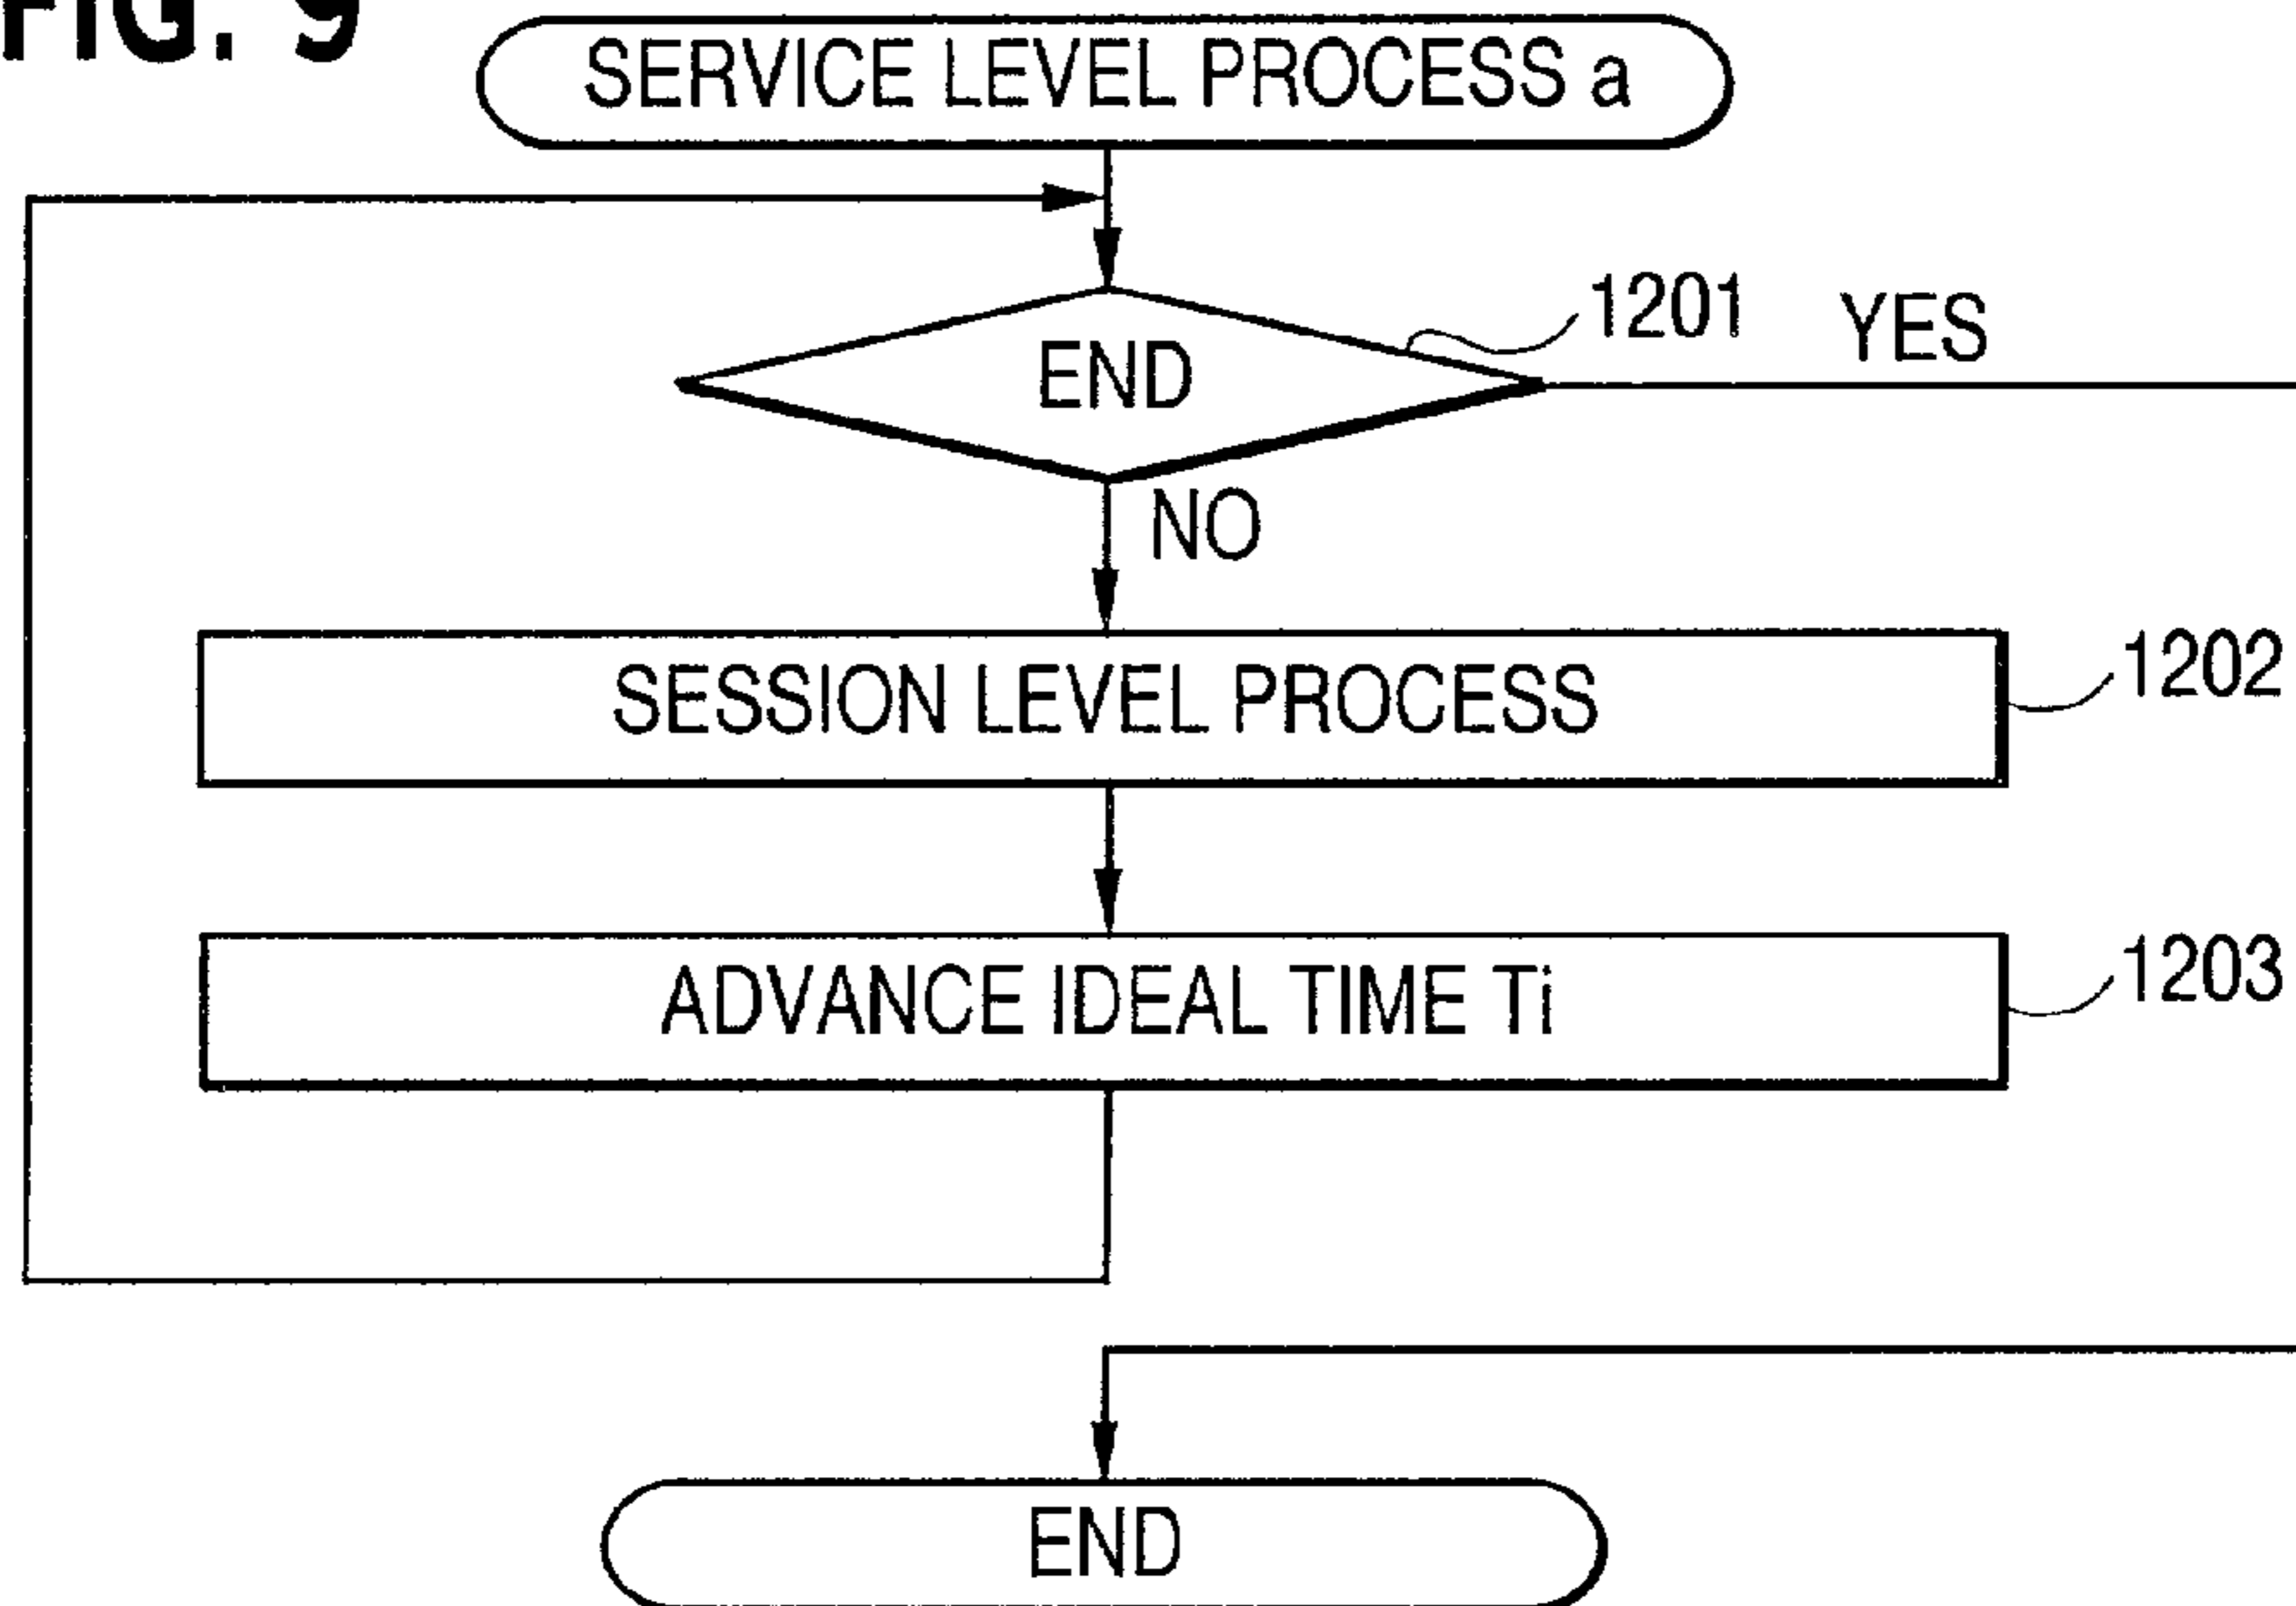 FIG. 9
SERVICE LEVEL PROCESS a
1201
YES
END
NO
SESSION LEVEL PROCESS
1202
ADVANCE IDEAL TIME Ti
1203
END